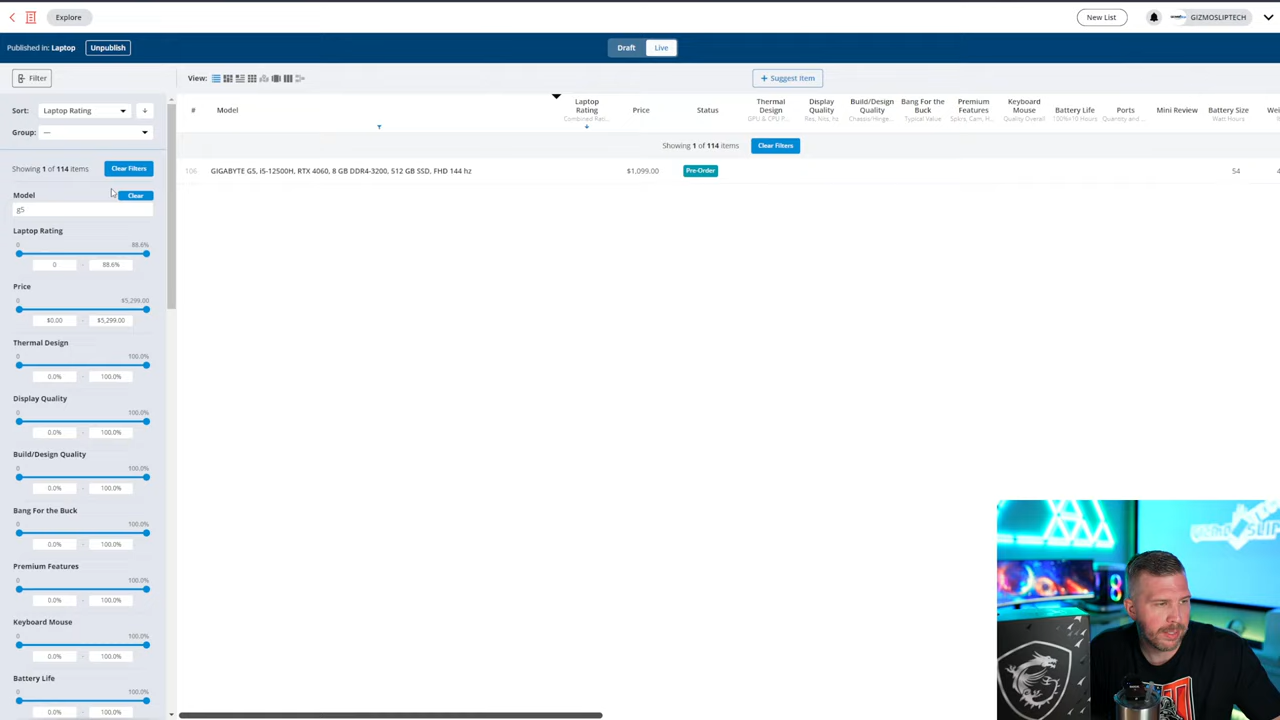 Explore
New List
GIZMOSLIPTECH
Published in: Laptop
Unpublish
Draft
Live
Filter
View:
+ Suggest Item
Sort:
Laptop Rating
Group:
—
Showing 1 of 114 items
Clear Filters
Model
Clear
g5
Laptop Rating
0
88.6%
0 - 88.6%
Price
0
$5,299.00
$0.00 - $5,299.00
Thermal Design
0
100.0%
0.0% - 100.0%
Display Quality
0
100.0%
0.0% - 100.0%
Build/Design Quality
0
100.0%
0.0% - 100.0%
Bang For the Buck
0
100.0%
0.0% - 100.0%
Premium Features
0
100.0%
0.0% - 100.0%
Keyboard Mouse
0
100.0%
0.0% - 100.0%
Battery Life
0
100.0%
0.0% - 100.0%
#
Model
Laptop
Rating
Combined Ratin...
Price
Status
Thermal
Design
GPU & CPU P...
Display
Quality
Res, Nits, hz
Build/Design
Quality
Chassis/Hinge...
Bang For the
Buck
Typical Value
Premium
Features
Spkrs, Cam, H...
Keyboard
Mouse
Quality Overall
Battery Life
100%=10 Hours
Ports
Quantity and ...
Mini Review
Battery Size
Watt Hours
Showing 1 of 114 items
Clear Filters
106
GIGABYTE G5, i5-12500H, RTX 4060, 8 GB DDR4-3200, 512 GB SSD, FHD 144 hz
$1,099.00
Pre-Order
54